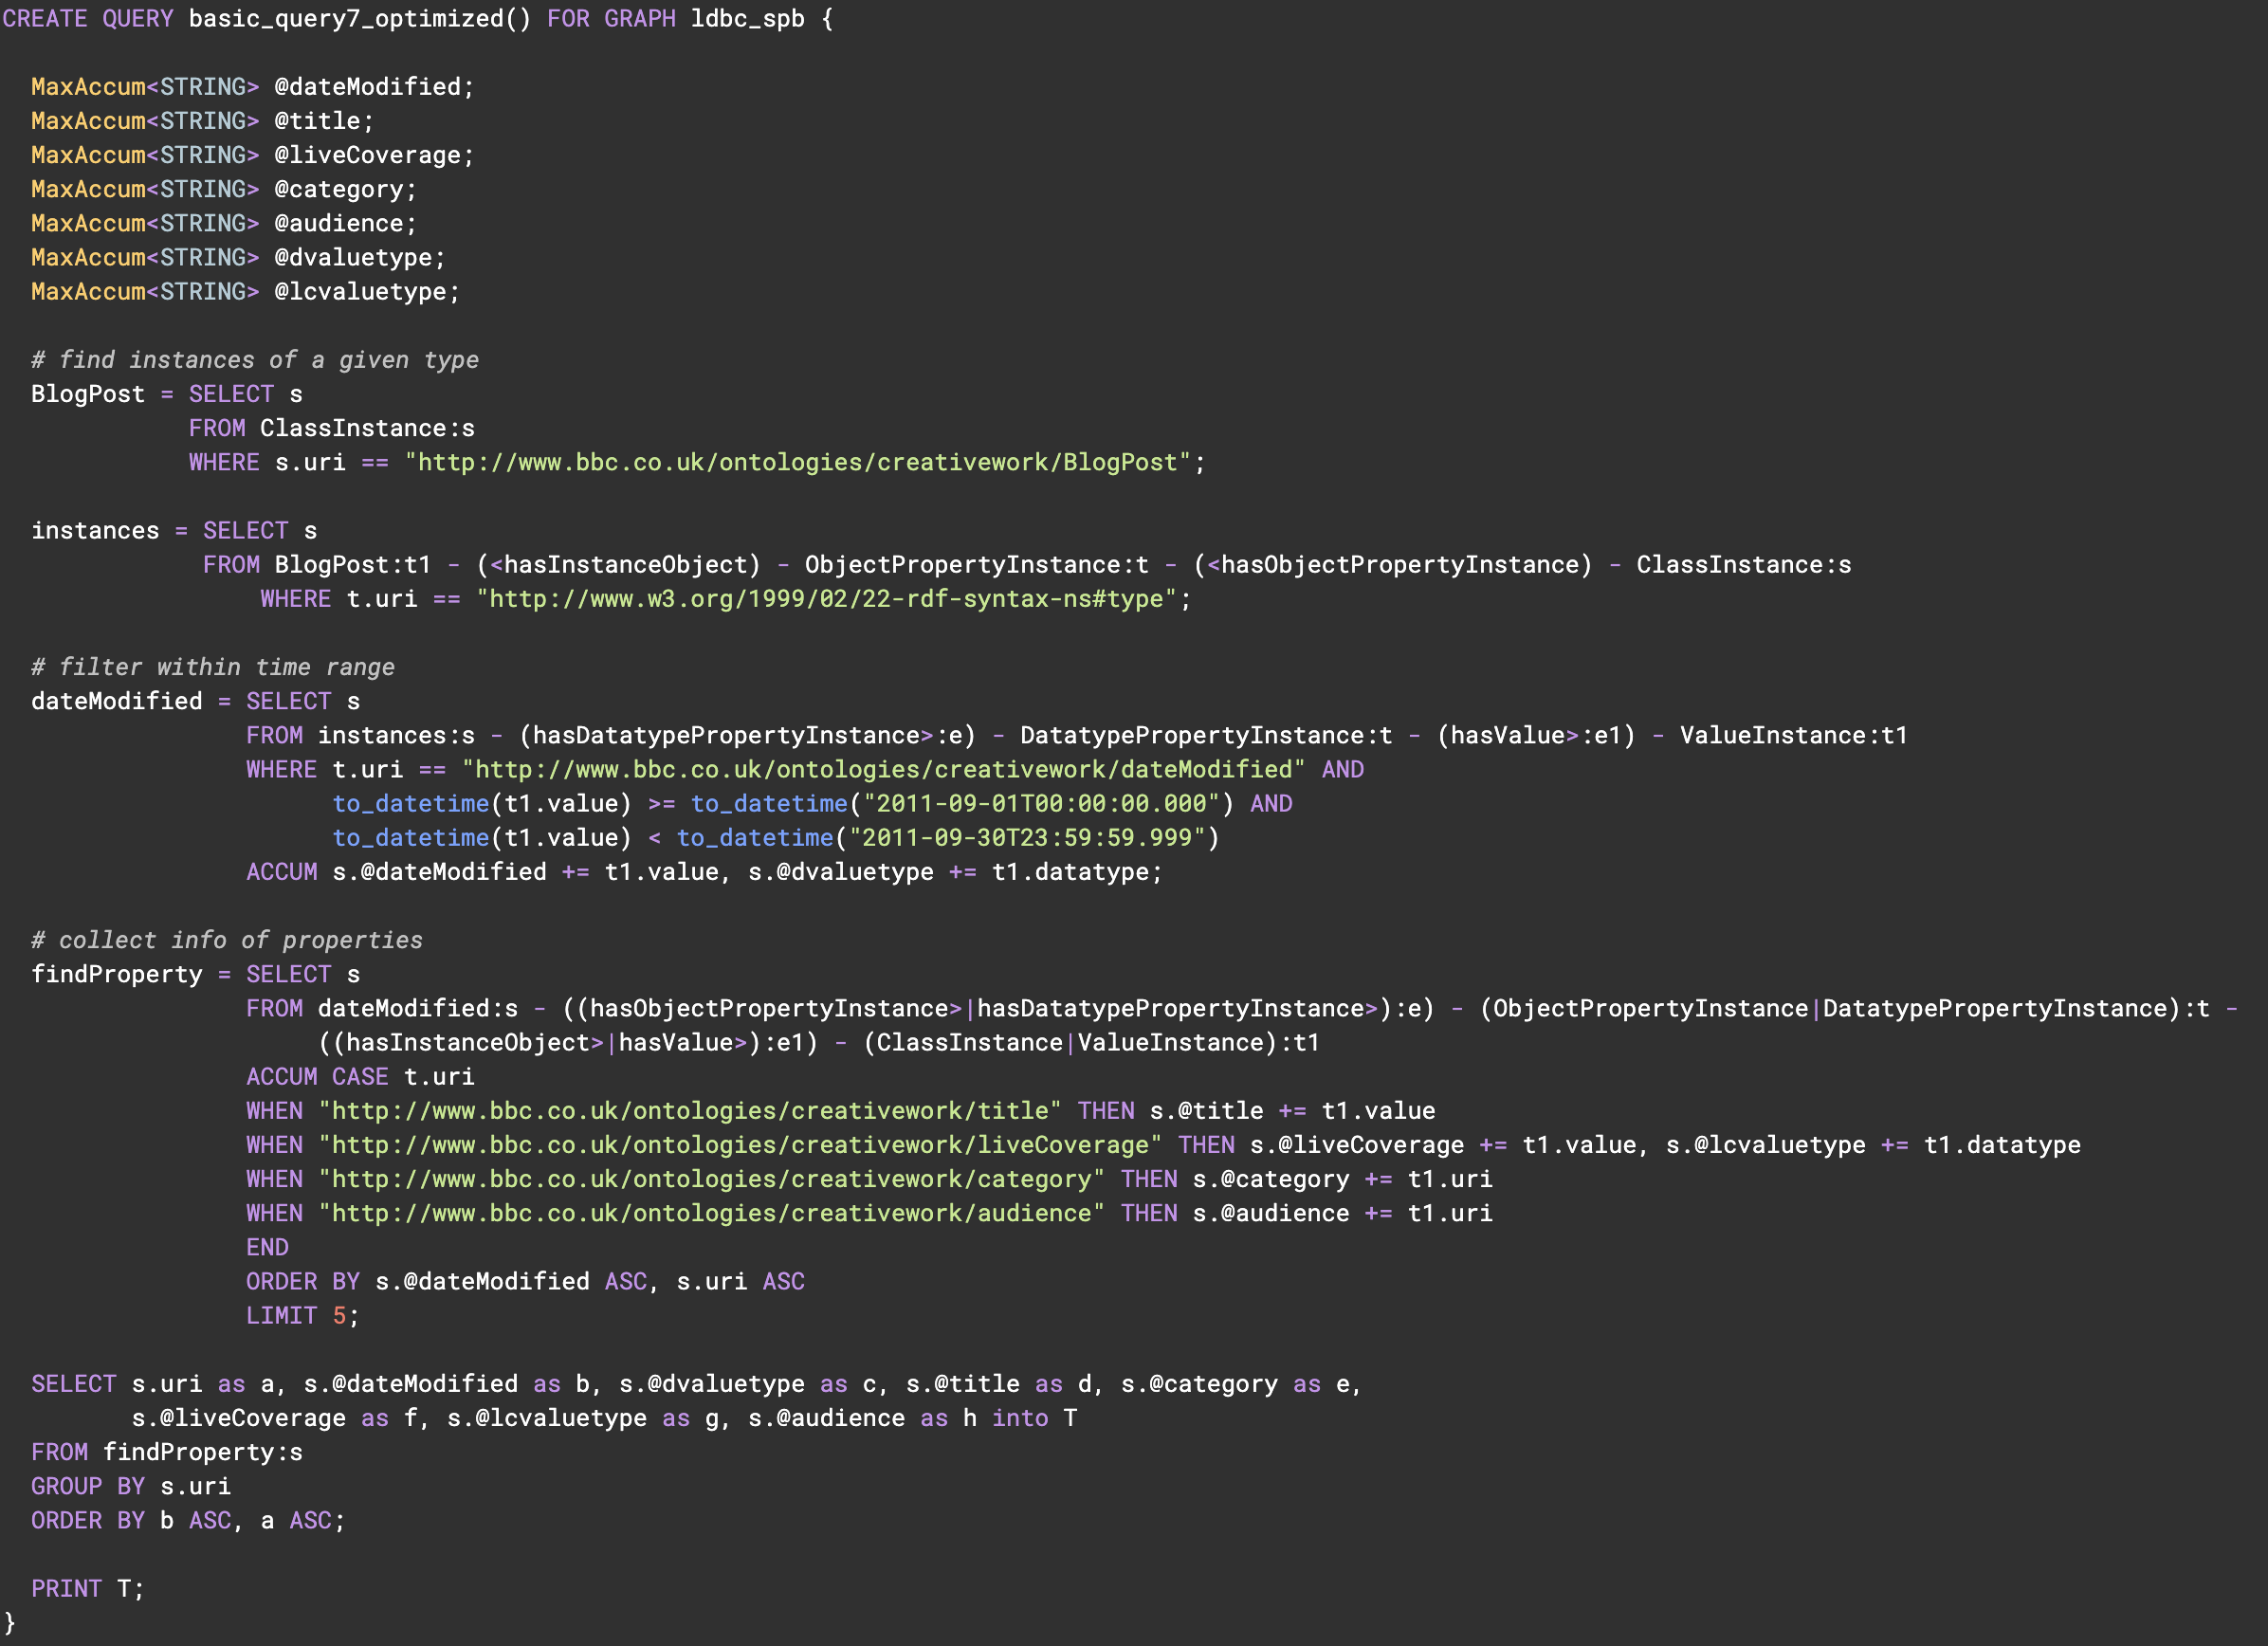 CREATE QUERY basic_query7_optimized() FOR GRAPH ldbc_spb {
MaxAccum<STRING> @dateModified;
MaxAccum<STRING> @title;
MaxAccum<STRING> @liveCoverage;
MaxAccum<STRING> @category;
MaxAccum<STRING> @audience;
MaxAccum<STRING> @dvaluetype;
MaxAccum<STRING> @lcvaluetype;
# find instances of a given type
BlogPost = SELECT s
FROM ClassInstance:s
WHERE s.uri == "http://www.bbc.co.uk/ontologies/creativework/BlogPost";
instances = SELECT s
FROM BlogPost:t1 - (<hasInstanceObject) - ObjectPropertyInstance:t - (<hasObjectPropertyInstance) - ClassInstance:s
WHERE t.uri == "http://www.w3.org/1999/02/22-rdf-syntax-ns#type";
# filter within time range
dateModified = SELECT s
FROM instances:s - (hasDatatypePropertyInstance>:e) - DatatypePropertyInstance:t - (hasValue>:e1) - ValueInstance:t1
WHERE t.uri == "http://www.bbc.co.uk/ontologies/creativework/dateModified" AND
to_datetime(t1.value) >= to_datetime("2011-09-01T00:00:00.000") AND
to_datetime(t1.value) < to_datetime("2011-09-30T23:59:59.999")
ACCUM s.@dateModified += t1.value, s.@dvaluetype += t1.datatype;
# collect info of properties
findProperty = SELECT s
FROM dateModified:s - ((hasObjectPropertyInstance>|hasDatatypePropertyInstance>):e) - (ObjectPropertyInstance|DatatypePropertyInstance):t -
((hasInstanceObject>|hasValue>):e1) - (ClassInstance|ValueInstance):t1
ACCUM CASE t.uri
WHEN "http://www.bbc.co.uk/ontologies/creativework/title" THEN s.@title += t1.value
WHEN "http://www.bbc.co.uk/ontologies/creativework/liveCoverage" THEN s.@liveCoverage += t1.value, s.@lcvaluetype += t1.datatype
WHEN "http://www.bbc.co.uk/ontologies/creativework/category" THEN s.@category += t1.uri
WHEN "http://www.bbc.co.uk/ontologies/creativework/audience" THEN s.@audience += t1.uri
END
ORDER BY s.@dateModified ASC, s.uri ASC
LIMIT 5;
SELECT s.uri as a, s.@dateModified as b, s.@dvaluetype as c, s.@title as d, s.@category as e,
s.@liveCoverage as f, s.@lcvaluetype as g, s.@audience as h into T
FROM findProperty:s
GROUP BY s.uri
ORDER BY b ASC, a ASC;
PRINT T;
}